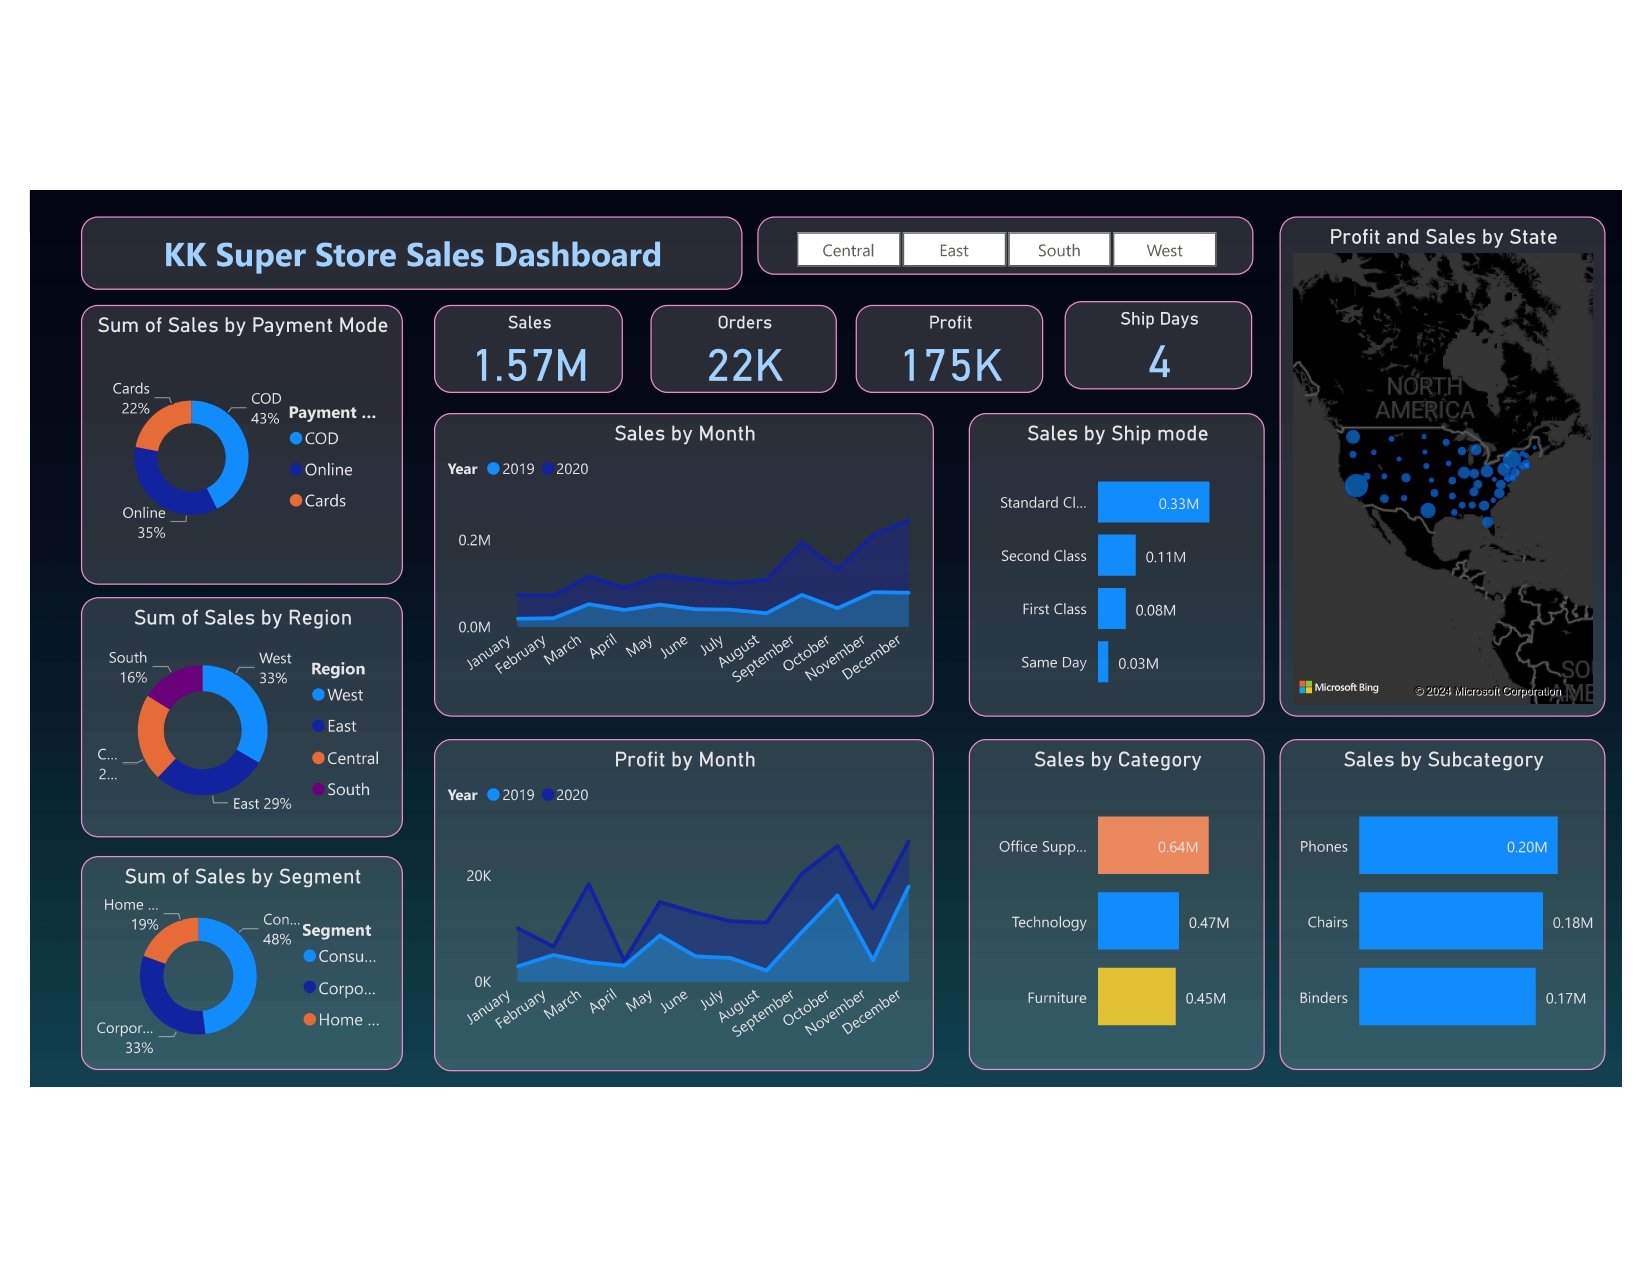 KK Super Store Sales Dashboard
Central
East
South
West
Profit and Sales by State
NORTH
AMERICA
Microsoft Bing
© 2024 Microsoft Corporation
Sum of Sales by Payment Mode
Cards
22%
COD
43%
Online
35%
Payment ...
COD
Online
Cards
Sales
1.57M
Orders
22K
Profit
175K
Ship Days
4
Sales by Month
Year 2019 2020
0.2M
0.0M
January
February
March
April
May
June
July
August
September
October
November
December
Sales by Ship mode
Standard Cl... 0.33M
Second Class 0.11M
First Class 0.08M
Same Day 0.03M
Sum of Sales by Region
South
16%
West
33%
C...
2...
East 29%
Region
West
East
Central
South
Sum of Sales by Segment
Home ...
19%
Con...
48%
Corpor...
33%
Segment
Consu...
Corpo...
Home ...
Profit by Month
Year 2019 2020
20K
0K
January
February
March
April
May
June
July
August
September
October
November
December
Sales by Category
Office Supp... 0.64M
Technology 0.47M
Furniture 0.45M
Sales by Subcategory
Phones 0.20M
Chairs 0.18M
Binders 0.17M